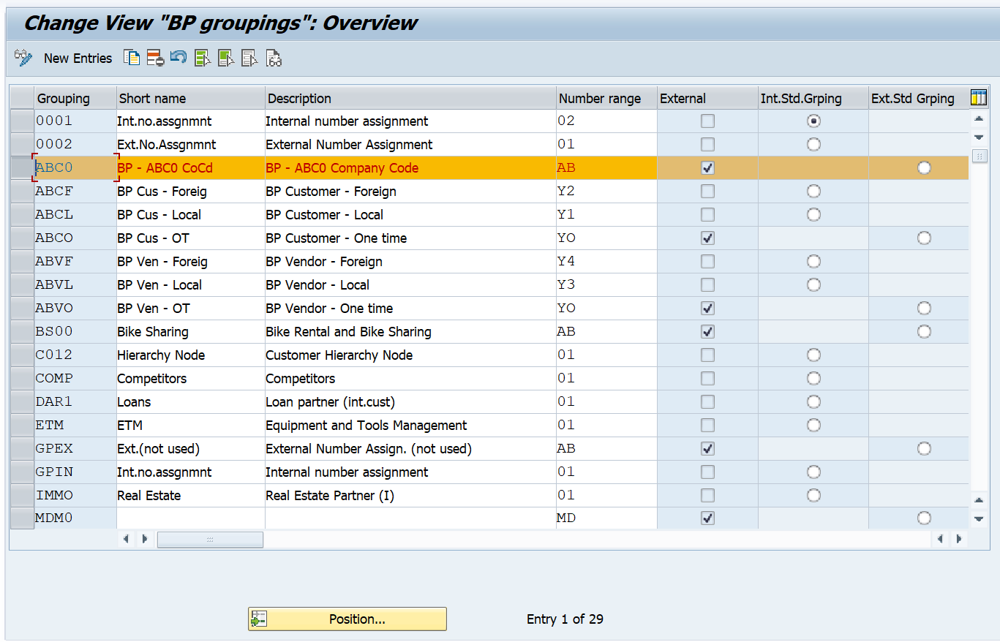 Change View "BP groupings": Overview
New Entries
Grouping Short name Description Number range External Int.Std.Grping Ext.Std Grping
0001 Int.no.assgnmnt Internal number assignment 02
0002 Ext.No.Assgnmnt External Number Assignment 01
ABC0 BP - ABC0 CoCd BP - ABC0 Company Code AB
ABCF BP Cus - Foreig BP Customer - Foreign Y2
ABCL BP Cus - Local BP Customer - Local Y1
ABCO BP Cus - OT BP Customer - One time YO
ABVF BP Ven - Foreig BP Vendor - Foreign Y4
ABVL BP Ven - Local BP Vendor - Local Y3
ABVO BP Ven - OT BP Vendor - One time YO
BS00 Bike Sharing Bike Rental and Bike Sharing AB
C012 Hierarchy Node Customer Hierarchy Node 01
COMP Competitors Competitors 01
DAR1 Loans Loan partner (int.cust) 01
ETM ETM Equipment and Tools Management 01
GPEX Ext.(not used) External Number Assign. (not used) AB
GPIN Int.no.assgnmnt Internal number assignment 01
IMMO Real Estate Real Estate Partner (I) 01
MDM0 MD
Position... Entry 1 of 29